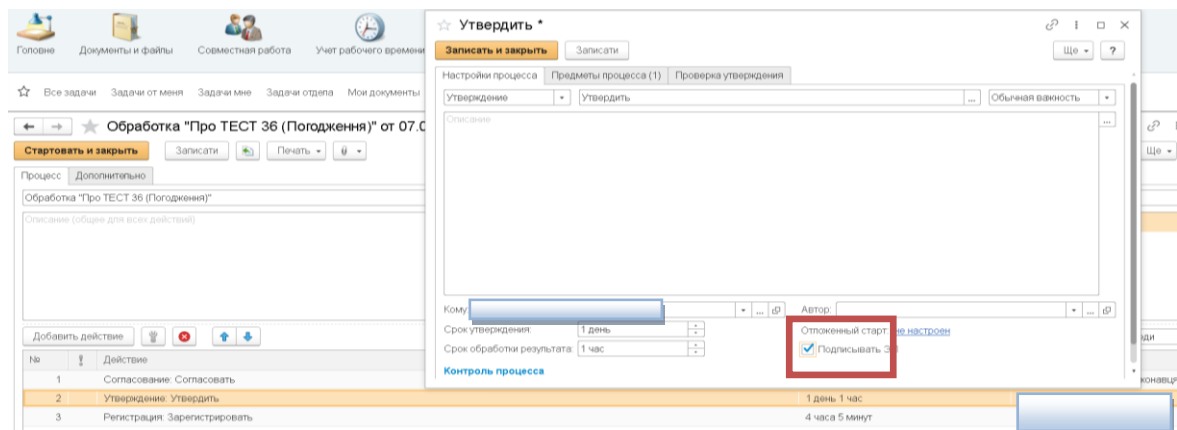 Утвердить *
Головне
Документы и файлы
Совместная работа
Учет рабочего времени
Записать и закрыть
Записати
Ще
?
Настройки процесса
Предметы процесса (1)
Проверка утверждения
Все задачи
Задачи от меня
Задачи мне
Задачи отдела
Мои документы
Утверждение
Утвердить
...
Обычная важность
Описание
...
Обработка "Про ТЕСТ 36 (Погодження)" от 07.0
Стартовать и закрыть
Записати
Печать
Ще
Процесс
Дополнительно
Обработка "Про ТЕСТ 36 (Погодження)"
Описание (общее для всех действий)
Кому
...
Автор:
...
Срок утверждения:
1 день
Отложенный старт:
не настроен
Срок обработки результата:
1 час
Подписывать
Контроль процесса
Добавить действие
№
Действие
1
Согласование: Согласовать
2
Утверждение: Утвердить
1 день 1 час
3
Регистрация: Зарегистрировать
4 часа 5 минут